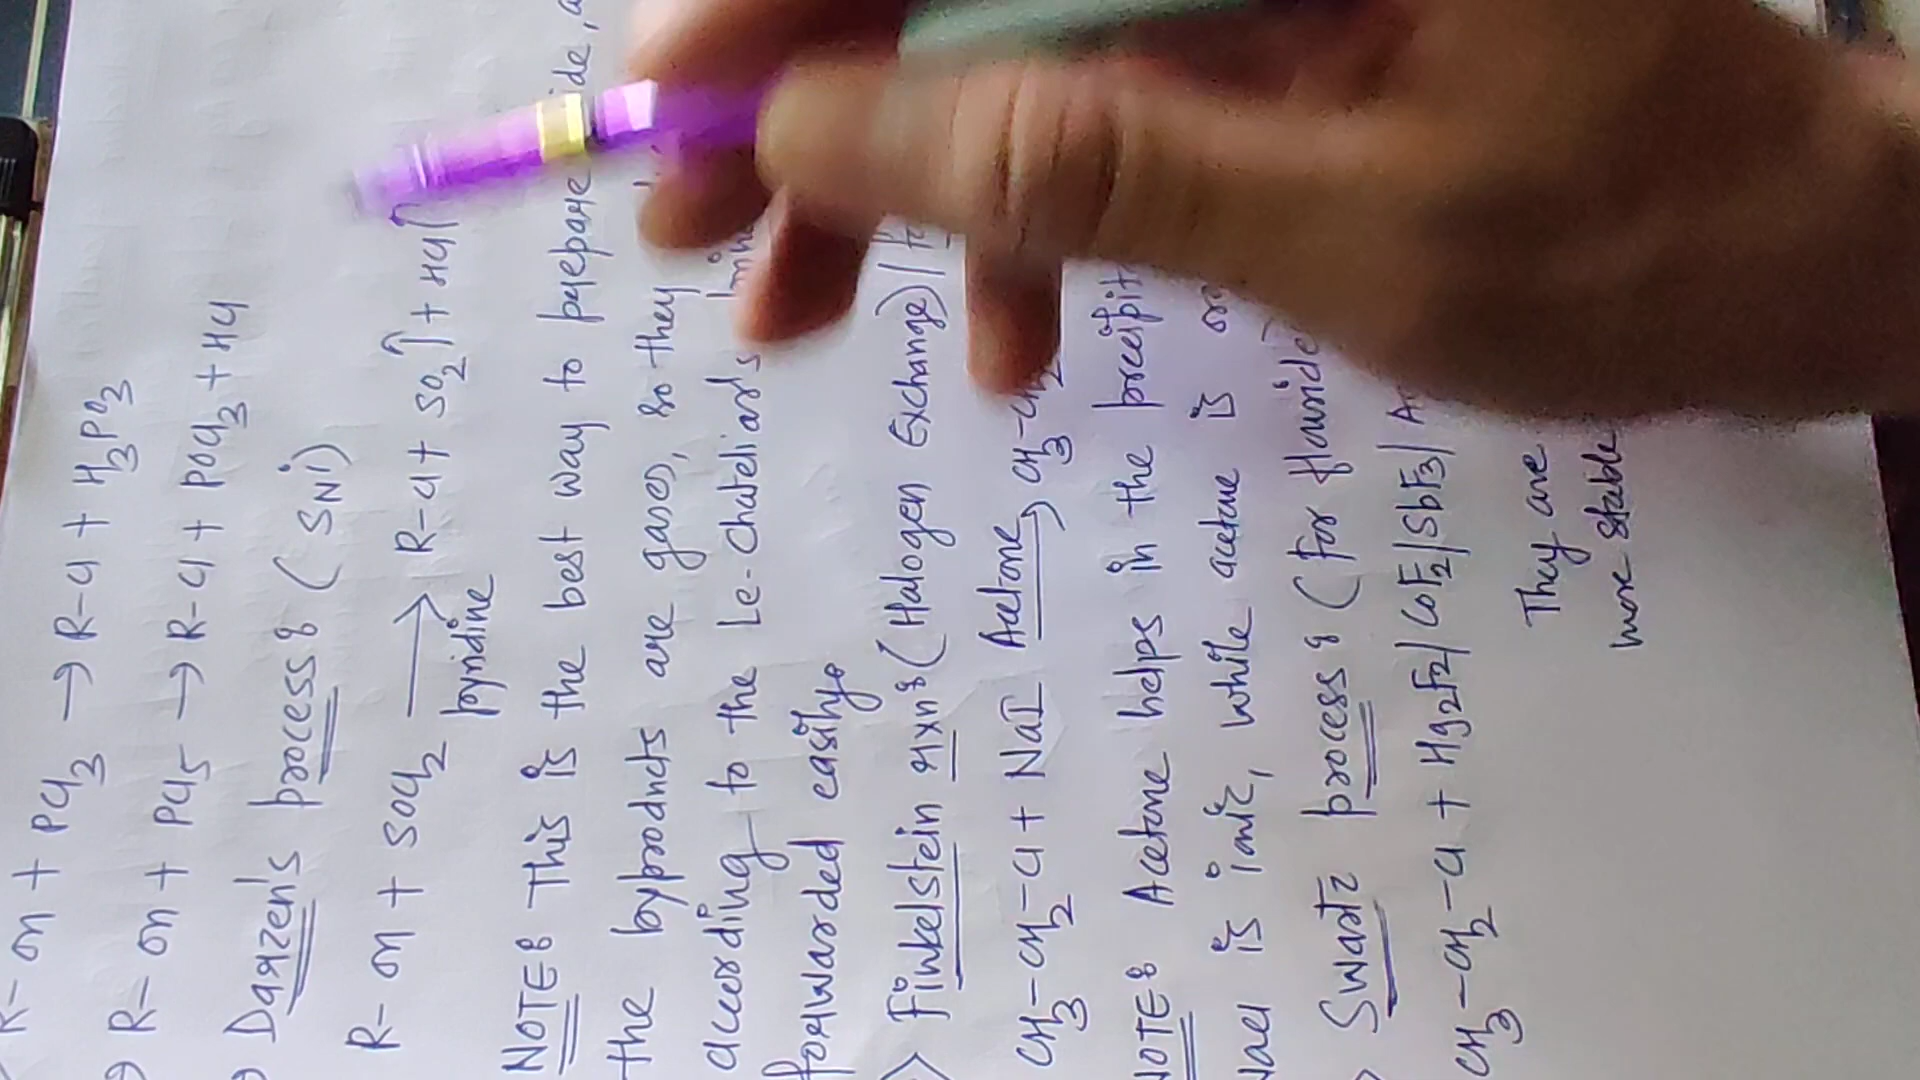 R-OH + PCl3 → R-Cl + H3PO3
→ R-OH + PCl5 → R-Cl + POCl3 + HCl
Darzen's process: (SNi)
R-OH + SOCl2 → R-Cl + SO2↑ + HCl↑
pyridine
NOTE: This is the best way to prepare
the byproducts are gases, so they
according to the Le-chateliar's
forwarded easily.
> Finkelstein rxn: (Halogen Exchange)
CH3-CH2-Cl + NaI Acetone → CH3-CH2
NOTE: Acetone helps in the
NaCl is ionic, while acetone is
> Swartz process: (for
CH3-CH2-Cl + Hg2F2 / CoF2 / SbF3 /
They are
more stable